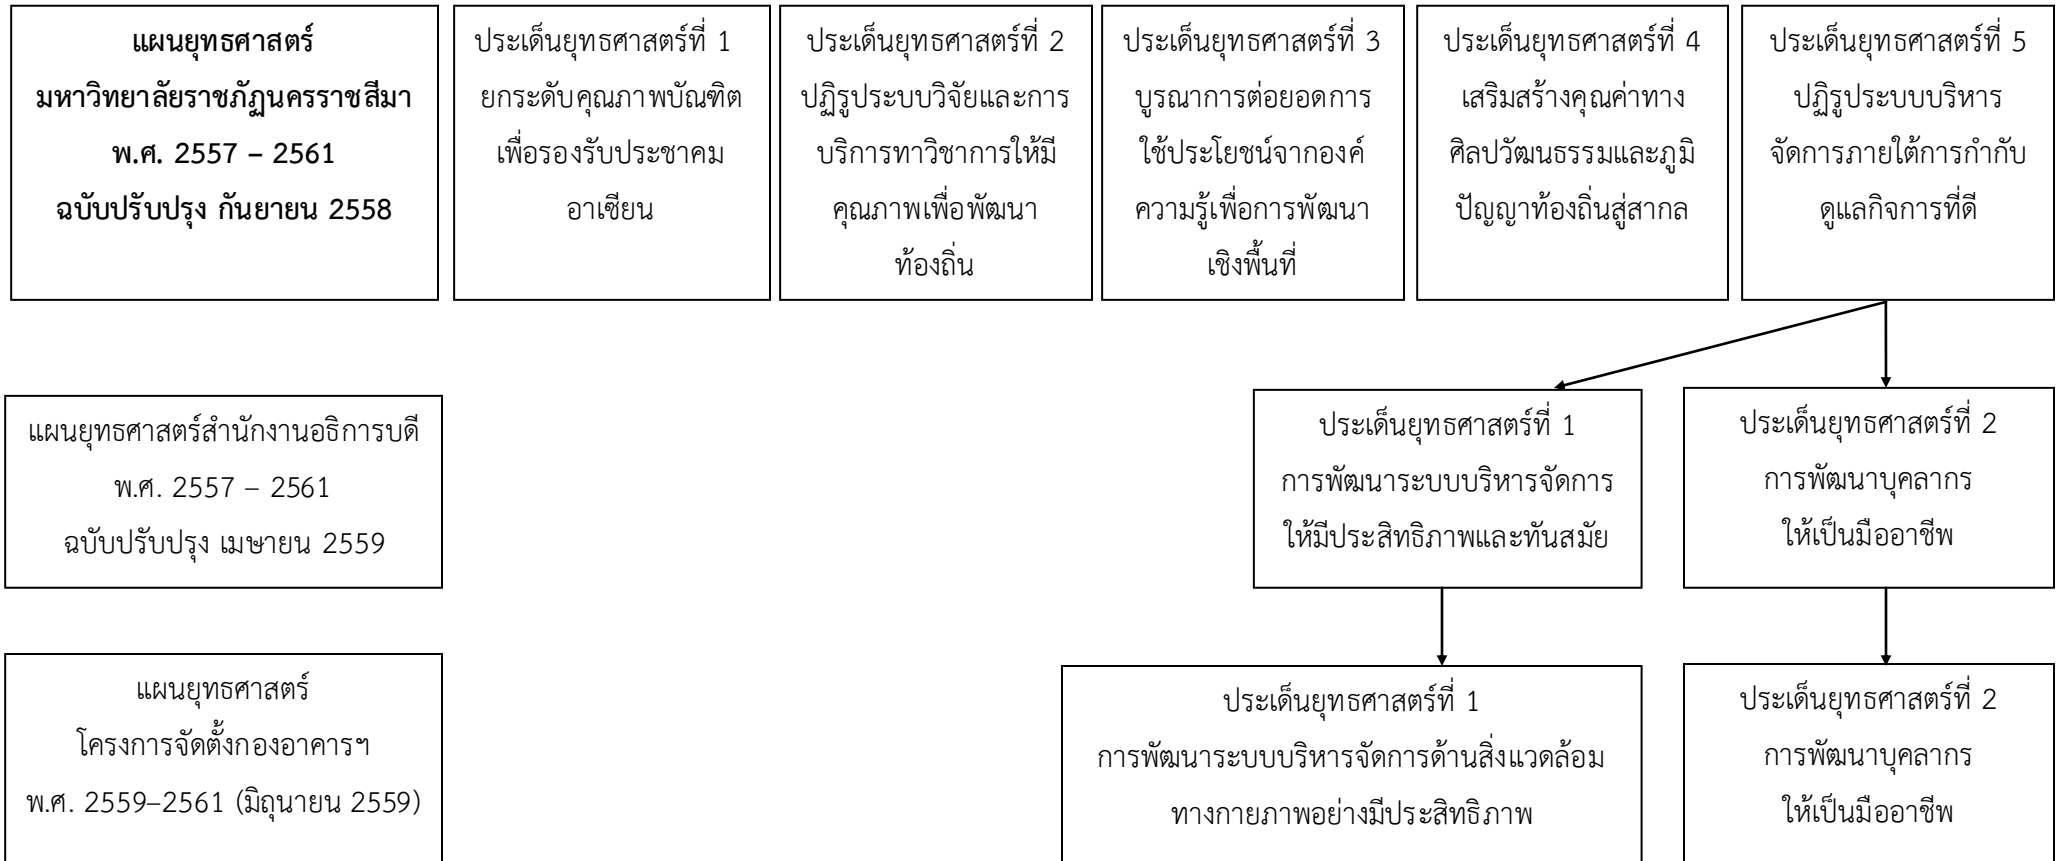 แผนยุทธศาสตร์
มหาวิทยาลัยราชภัฏนครราชสีมา
พ.ศ. 2557 – 2561
ฉบับปรับปรุง กันยายน 2558
ประเด็นยุทธศาสตร์ที่ 1
ยกระดับคุณภาพบัณฑิต
เพื่อรองรับประชาคม
อาเซียน
ประเด็นยุทธศาสตร์ที่ 2
ปฏิรูประบบวิจัยและการ
บริการทาวิชาการให้มี
คุณภาพเพื่อพัฒนา
ท้องถิ่น
ประเด็นยุทธศาสตร์ที่ 3
บูรณาการต่อยอดการ
ใช้ประโยชน์จากองค์
ความรู้เพื่อการพัฒนา
เชิงพื้นที่
ประเด็นยุทธศาสตร์ที่ 4
เสริมสร้างคุณค่าทาง
ศิลปวัฒนธรรมและภูมิ
ปัญญาท้องถิ่นสู่สากล
ประเด็นยุทธศาสตร์ที่ 5
ปฏิรูประบบบริหาร
จัดการภายใต้การกำกับ
ดูแลกิจการที่ดี
แผนยุทธศาสตร์สำนักงานอธิการบดี
พ.ศ. 2557 – 2561
ฉบับปรับปรุง เมษายน 2559
ประเด็นยุทธศาสตร์ที่ 1
การพัฒนาระบบบริหารจัดการ
ให้มีประสิทธิภาพและทันสมัย
ประเด็นยุทธศาสตร์ที่ 2
การพัฒนาบุคลากร
ให้เป็นมืออาชีพ
แผนยุทธศาสตร์
โครงการจัดตั้งกองอาคารฯ
พ.ศ. 2559–2561 (มิถุนายน 2559)
ประเด็นยุทธศาสตร์ที่ 1
การพัฒนาระบบบริหารจัดการด้านสิ่งแวดล้อม
ทางกายภาพอย่างมีประสิทธิภาพ
ประเด็นยุทธศาสตร์ที่ 2
การพัฒนาบุคลากร
ให้เป็นมืออาชีพ